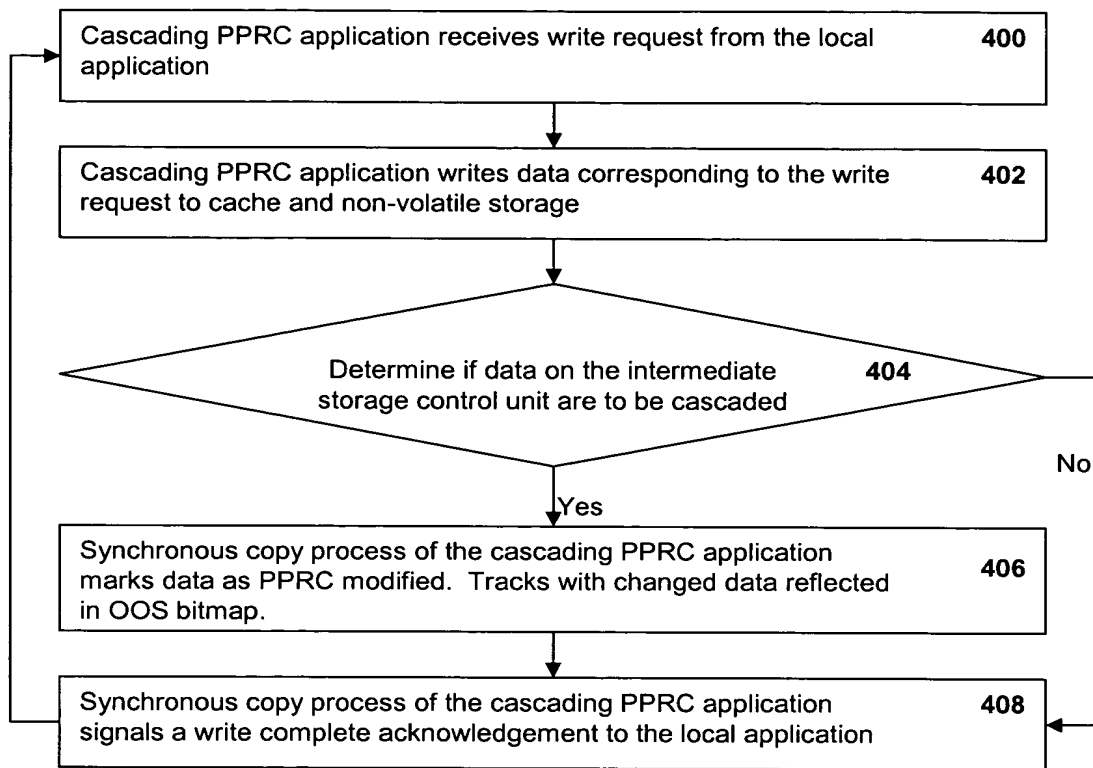 Cascading PPRC application receives write request from the local 400
application
Cascading PPRC application writes data corresponding to the write 402
request to cache and non-volatile storage
Determine if data on the intermediate 404
storage control unit are to be cascaded
No
Yes
Synchronous copy process of the cascading PPRC application
marks data as PPRC modified. Tracks with changed data reflected 406
in OOS bitmap.
Synchronous copy process of the cascading PPRC application 408
signals a write complete acknowledgement to the local application